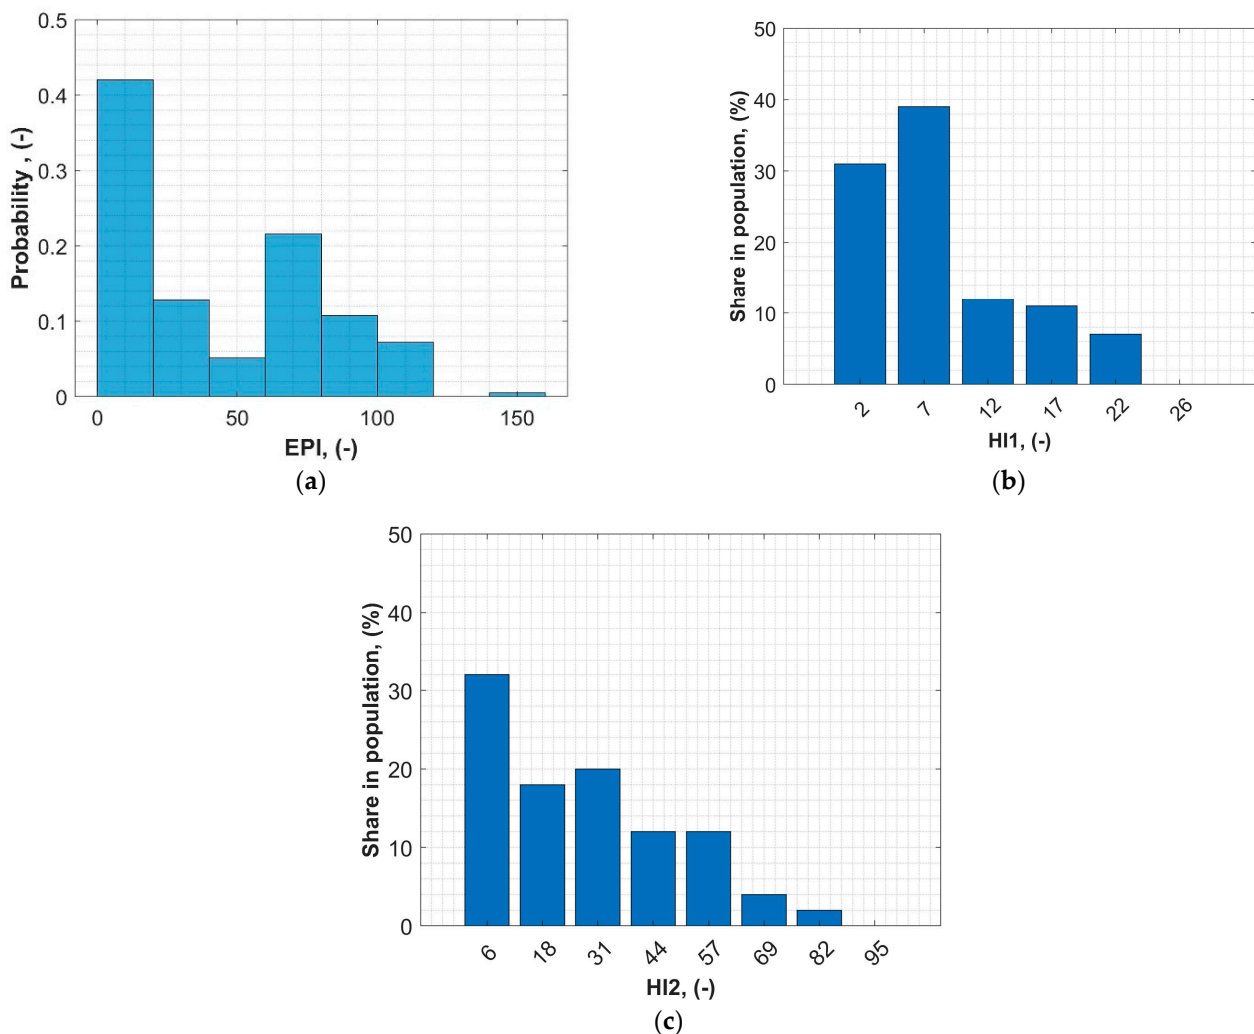 0.5
0.4
0.3
0.2
0.1
0
Probability , (-)
0 50 100 150
EPI, (-)
(a)
50
40
30
20
10
0
Share in population, (%)
2 7 12 17 22 26
HI1, (-)
(b)
50
40
30
20
10
0
Share in population, (%)
6 18 31 44 57 69 82 95
HI2, (-)
(c)